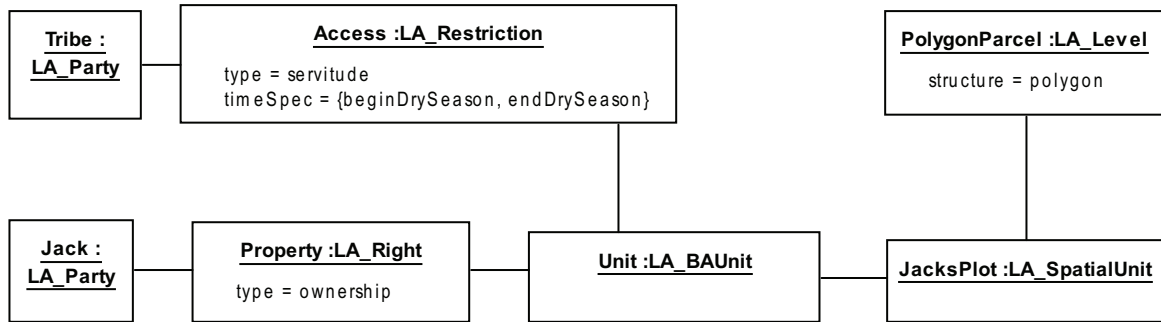 Tribe :
LA_Party
Access :LA_Restriction
type = servitude
timeSpec = {beginDrySeason, endDrySeason}
PolygonParcel :LA_Level
structure = polygon
Jack :
LA_Party
Property :LA_Right
type = ownership
Unit :LA_BAUnit
JacksPlot :LA_SpatialUnit